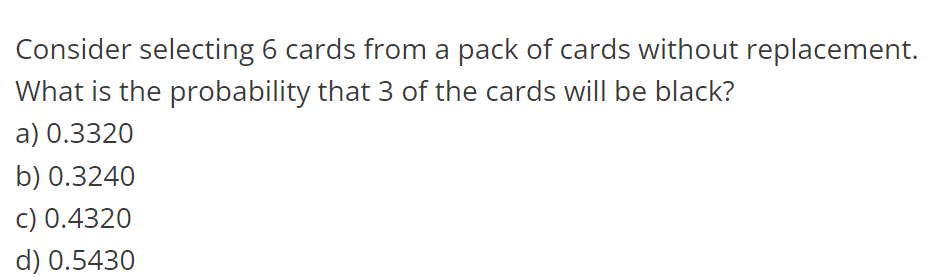 Consider selecting 6 cards from a pack of cards without replacement.
What is the probability that 3 of the cards will be black?
a) 0.3320
b) 0.3240
c) 0.4320
d) 0.5430